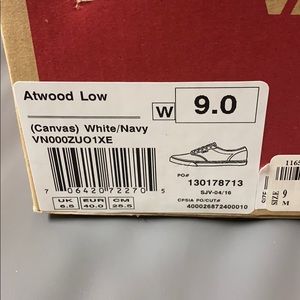 Atwood Low
W
9.0
(Canvas) White/Navy
VN000ZUO1XE
7 06420 72270 5
PO#
130178713
SJV-04/16
CPSIA PO/CUT#
400026872400010
UK EUR CM
6.5 40.0 25.5
1165
SIZE 9
M